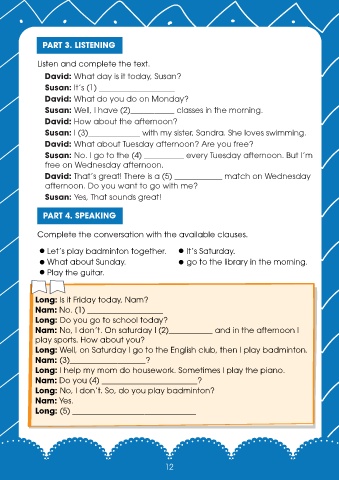 PART 3. LISTENING
Listen and complete the text.
David: What day is it today, Susan?
Susan: It's (1) ___________________
David: What do you do on Monday?
Susan: Well, I have (2)___________ classes in the morning.
David: How about the afternoon?
Susan: I (3)_____________ with my sister, Sandra. She loves swimming.
David: What about Tuesday afternoon? Are you free?
Susan: No. I go to the (4) __________ every Tuesday afternoon. But I'm
free on Wednesday afternoon.
David: That's great! There is a (5) ____________ match on Wednesday
afternoon. Do you want to go with me?
Susan: Yes, That sounds great!
PART 4. SPEAKING
Complete the conversation with the available clauses.
● Let's play badminton together. ● It's Saturday.
● What about Sunday. ● go to the library in the morning.
● Play the guitar.
Long: Is it Friday today, Nam?
Nam: No. (1) ___________________
Long: Do you go to school today?
Nam: No, I don't. On saturday I (2)___________ and in the afternoon I
play sports. How about you?
Long: Well, on Saturday I go to the English club, then I play badminton.
Nam: (3)___________________?
Long: I help my mom do housework. Sometimes I play the piano.
Nam: Do you (4) ________________________?
Long: No, I don't. So, do you play badminton?
Nam: Yes.
Long: (5) _______________________________
12